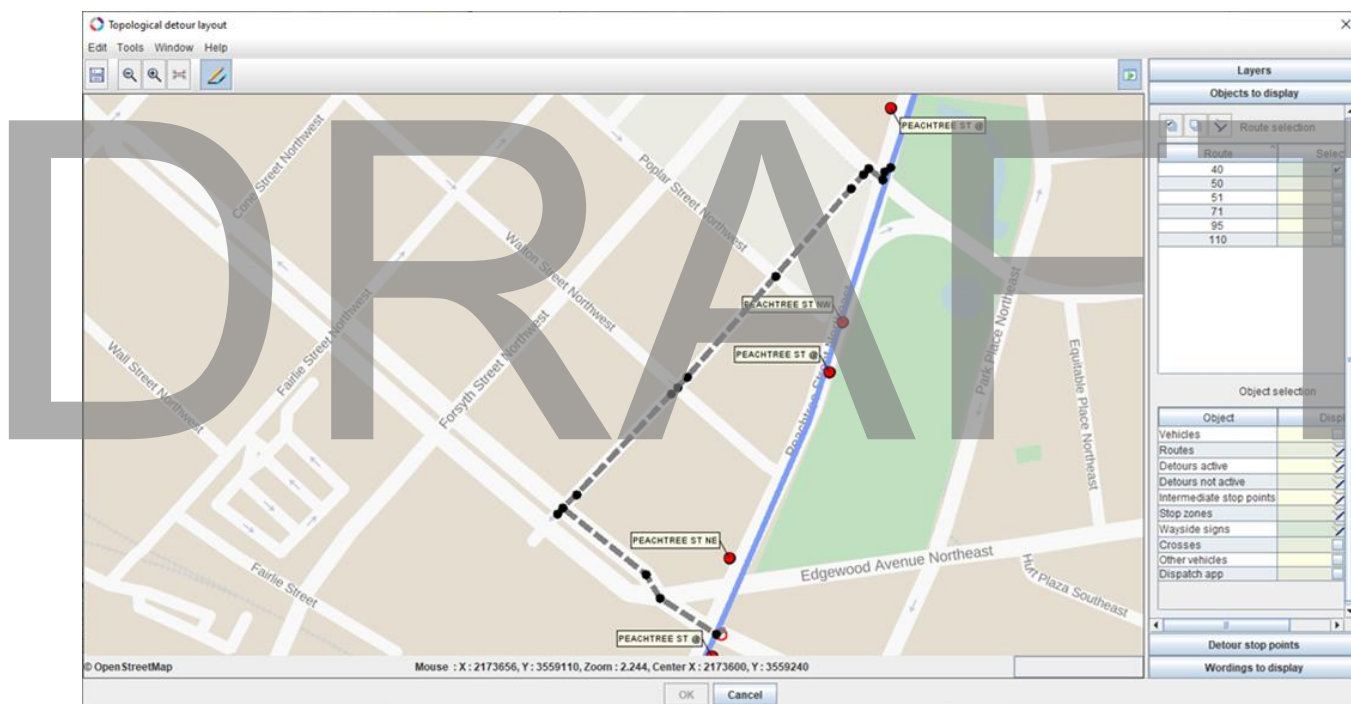 Topological detour layout
Edit Tools Window Help
Layers
Objects to display
Route selection
Route Selec
40
50
51
71
95
110
Object selection
Object Displ
Vehicles
Routes
Detours active
Detours not active
Intermediate stop points
Stop zones
Wayside signs
Crosses
Other vehicles
Dispatch app
Detour stop points
Wordings to display
PEACHTREE ST @
Cone Street Northwest
Poplar Street Northwest
Walton Street Northwest
PEACHTREE ST NW
PEACHTREE ST @
Park Place Northeast
Equitable Place Northeast
Fairlie Street Northwest
Forsyth Street Northwest
Wall Street Northwest
PEACHTREE ST NE
Edgewood Avenue Northeast
Hurt Plaza Southeast
Fairlie Street
PEACHTREE ST @
© OpenStreetMap
Mouse : X : 2173656, Y : 3559110, Zoom : 2.244, Center X : 2173600, Y : 3559240
OK Cancel
DRAFT